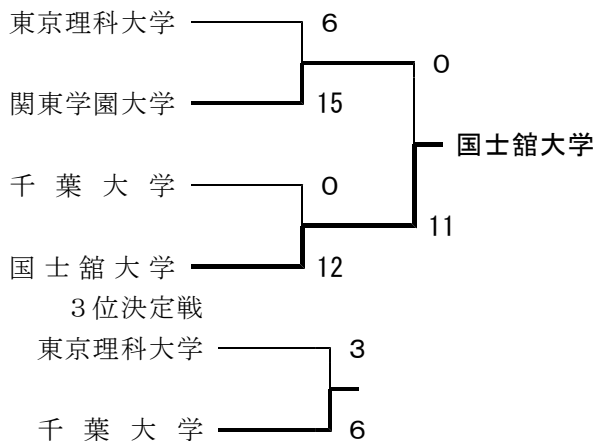 東京理科大学 6
0
関東学園大学 15
国士舘大学
千葉大学 0
11
国士舘大学 12
3位決定戦
東京理科大学 3
千葉大学 6